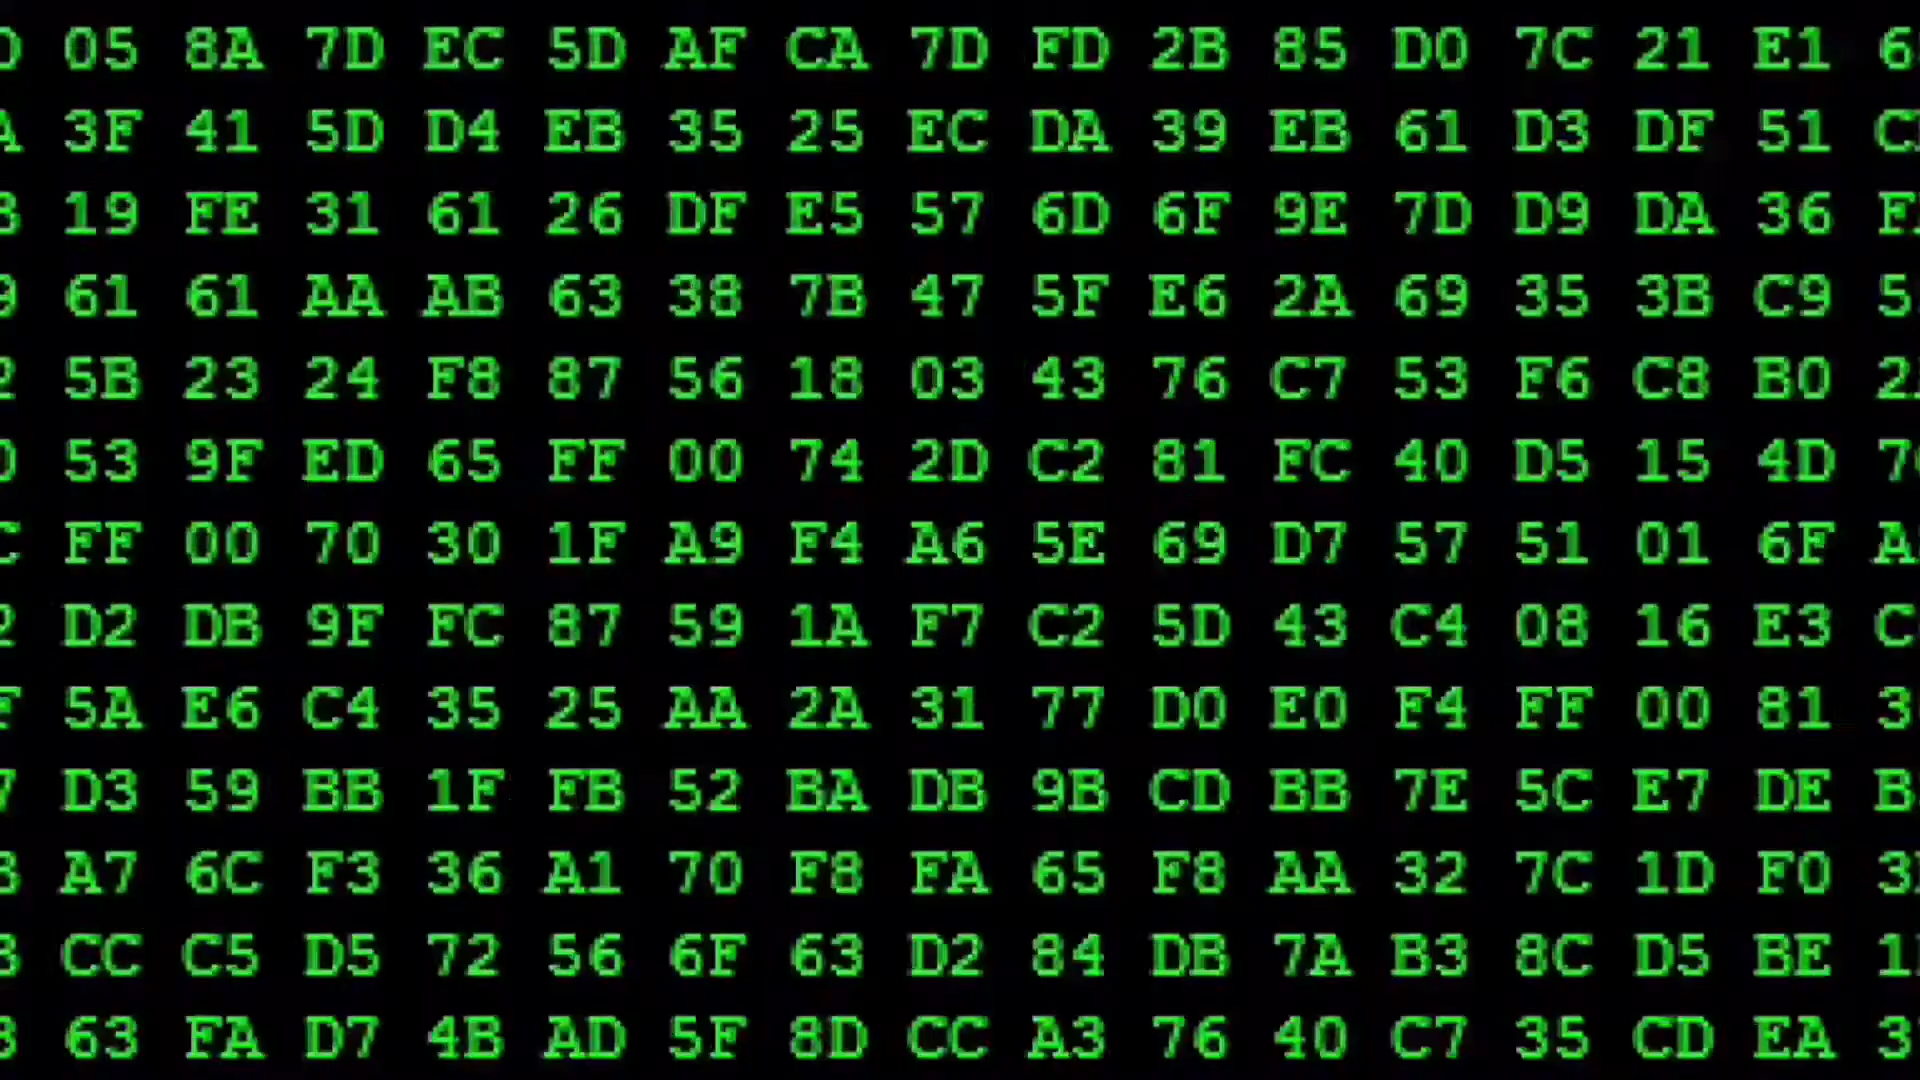 05 8A 7D EC 5D AF CA 7D FD 2B 85 D0 7C 21 E1
3F 41 5D D4 EB 35 25 EC DA 39 EB 61 D3 DF 51
19 FE 31 61 26 DF E5 57 6D 6F 9E 7D D9 DA 36
61 61 AA AB 63 38 7B 47 5F E6 2A 69 35 3B C9
5B 23 24 F8 87 56 18 03 43 76 C7 53 F6 C8 B0
53 9F ED 65 FF 00 74 2D C2 81 FC 40 D5 15 4D
FF 00 70 30 1F A9 F4 A6 5E 69 D7 57 51 01 6F
D2 DB 9F FC 87 59 1A F7 C2 5D 43 C4 08 16 E3
5A E6 C4 35 25 AA 2A 31 77 D0 E0 F4 FF 00 81
D3 59 BB 1F FB 52 BA DB 9B CD BB 7E 5C E7 DE
A7 6C F3 36 A1 70 F8 FA 65 F8 AA 32 7C 1D F0
CC C5 D5 72 56 6F 63 D2 84 DB 7A B3 8C D5 BE
63 FA D7 4B AD 5F 8D CC A3 76 40 C7 35 CD EA